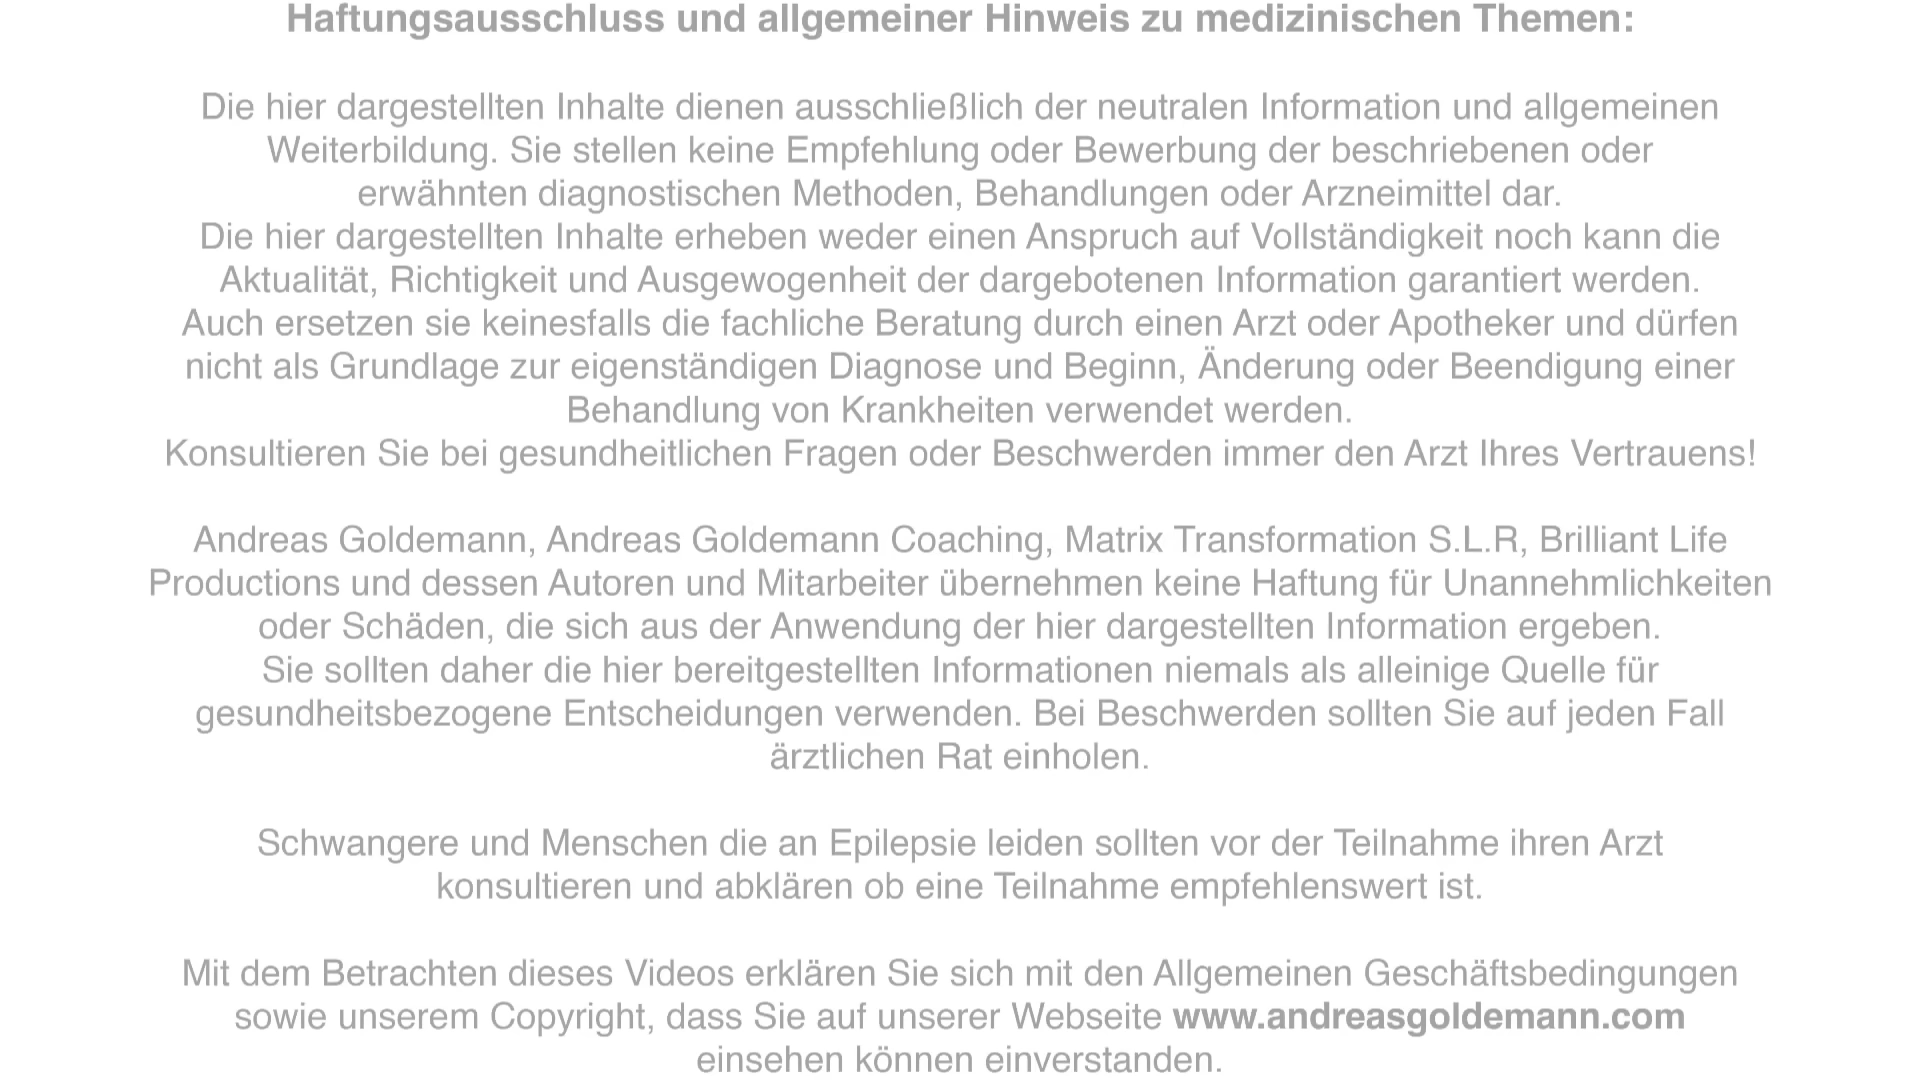 Haftungsausschluss und allgemeiner Hinweis zu medizinischen Themen:
Die hier dargestellten Inhalte dienen ausschließlich der neutralen Information und allgemeinen
Weiterbildung. Sie stellen keine Empfehlung oder Bewerbung der beschriebenen oder
erwähnten diagnostischen Methoden, Behandlungen oder Arzneimittel dar.
Die hier dargestellten Inhalte erheben weder einen Anspruch auf Vollständigkeit noch kann die
Aktualität, Richtigkeit und Ausgewogenheit der dargebotenen Information garantiert werden.
Auch ersetzen sie keinesfalls die fachliche Beratung durch einen Arzt oder Apotheker und dürfen
nicht als Grundlage zur eigenständigen Diagnose und Beginn, Änderung oder Beendigung einer
Behandlung von Krankheiten verwendet werden.
Konsultieren Sie bei gesundheitlichen Fragen oder Beschwerden immer den Arzt Ihres Vertrauens!
Andreas Goldemann, Andreas Goldemann Coaching, Matrix Transformation S.L.R, Brilliant Life
Productions und dessen Autoren und Mitarbeiter übernehmen keine Haftung für Unannehmlichkeiten
oder Schäden, die sich aus der Anwendung der hier dargestellten Information ergeben.
Sie sollten daher die hier bereitgestellten Informationen niemals als alleinige Quelle für
gesundheitsbezogene Entscheidungen verwenden. Bei Beschwerden sollten Sie auf jeden Fall
ärztlichen Rat einholen.
Schwangere und Menschen die an Epilepsie leiden sollten vor der Teilnahme ihren Arzt
konsultieren und abklären ob eine Teilnahme empfehlenswert ist.
Mit dem Betrachten dieses Videos erklären Sie sich mit den Allgemeinen Geschäftsbedingungen
sowie unserem Copyright, dass Sie auf unserer Webseite www.andreasgoldemann.com
einsehen können einverstanden.